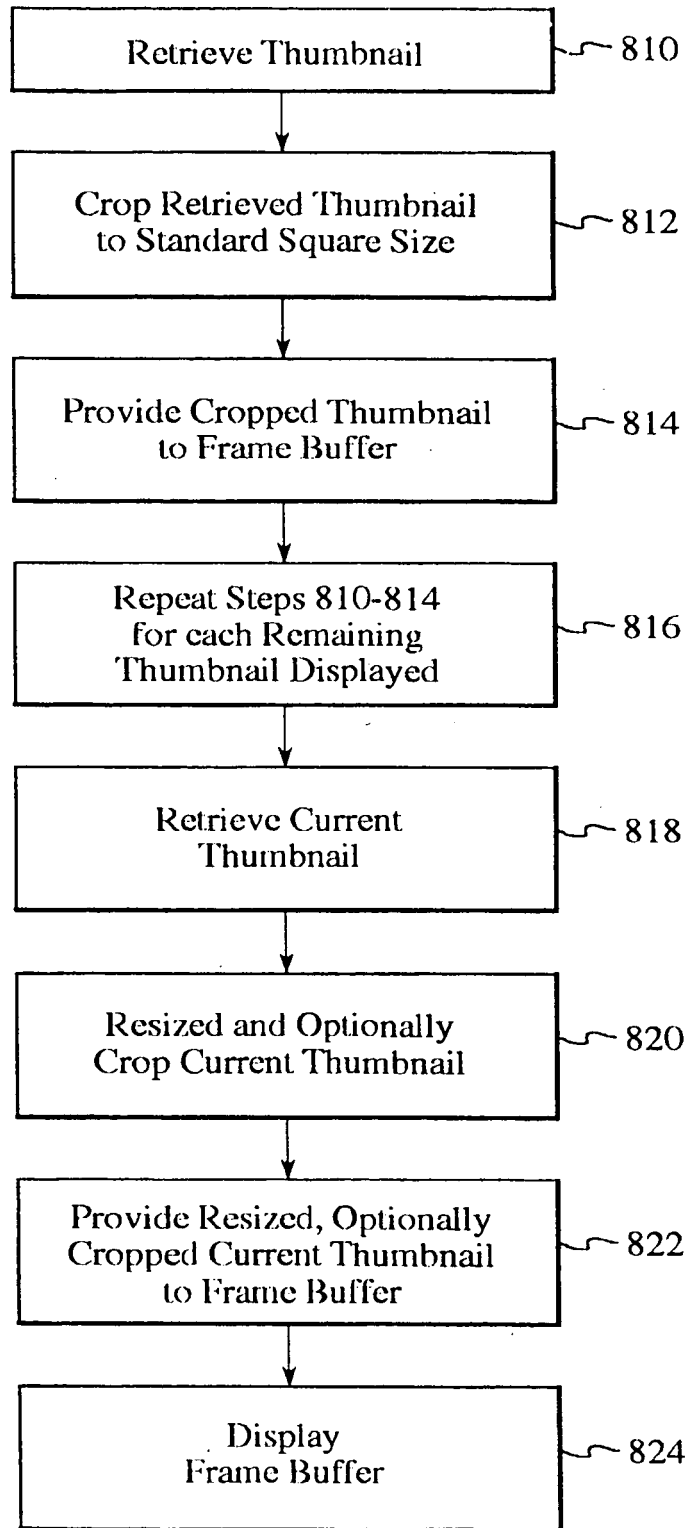 Retrieve Thumbnail
810
Crop Retrieved Thumbnail
to Standard Square Size
812
Provide Cropped Thumbnail
to Frame Buffer
814
Repeat Steps 810-814
for each Remaining
Thumbnail Displayed
816
Retrieve Current
Thumbnail
818
Resized and Optionally
Crop Current Thumbnail
820
Provide Resized, Optionally
Cropped Current Thumbnail
to Frame Buffer
822
Display
Frame Buffer
824